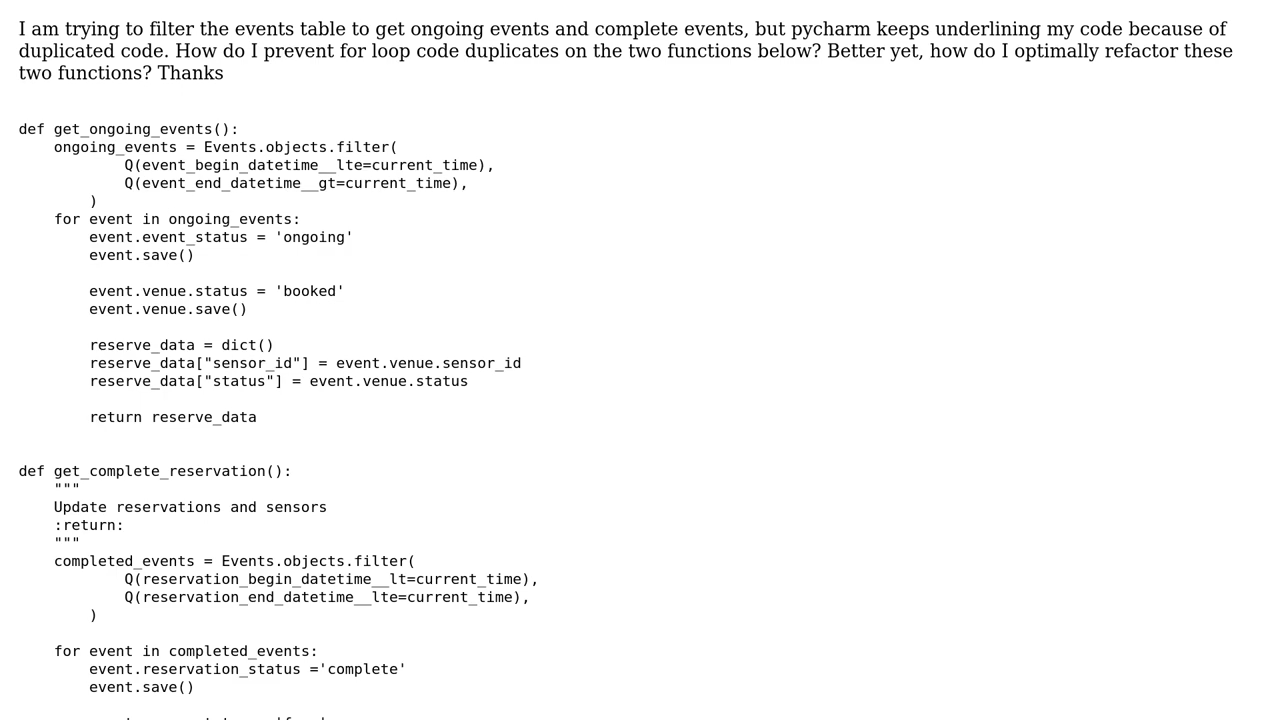 I am trying to filter the events table to get ongoing events and complete events, but pycharm keeps underlining my code because of
duplicated code. How do I prevent for loop code duplicates on the two functions below? Better yet, how do I optimally refactor these
two functions? Thanks
def get_ongoing_events():
    ongoing_events = Events.objects.filter(
            Q(event_begin_datetime__lte=current_time),
            Q(event_end_datetime__gt=current_time),
        )
    for event in ongoing_events:
        event.event_status = 'ongoing'
        event.save()
        event.venue.status = 'booked'
        event.venue.save()
        reserve_data = dict()
        reserve_data["sensor_id"] = event.venue.sensor_id
        reserve_data["status"] = event.venue.status
        return reserve_data
def get_complete_reservation():
    """
    Update reservations and sensors
    :return:
    """
    completed_events = Events.objects.filter(
            Q(reservation_begin_datetime__lt=current_time),
            Q(reservation_end_datetime__lte=current_time),
        )
    for event in completed_events:
        event.reservation_status ='complete'
        event.save()